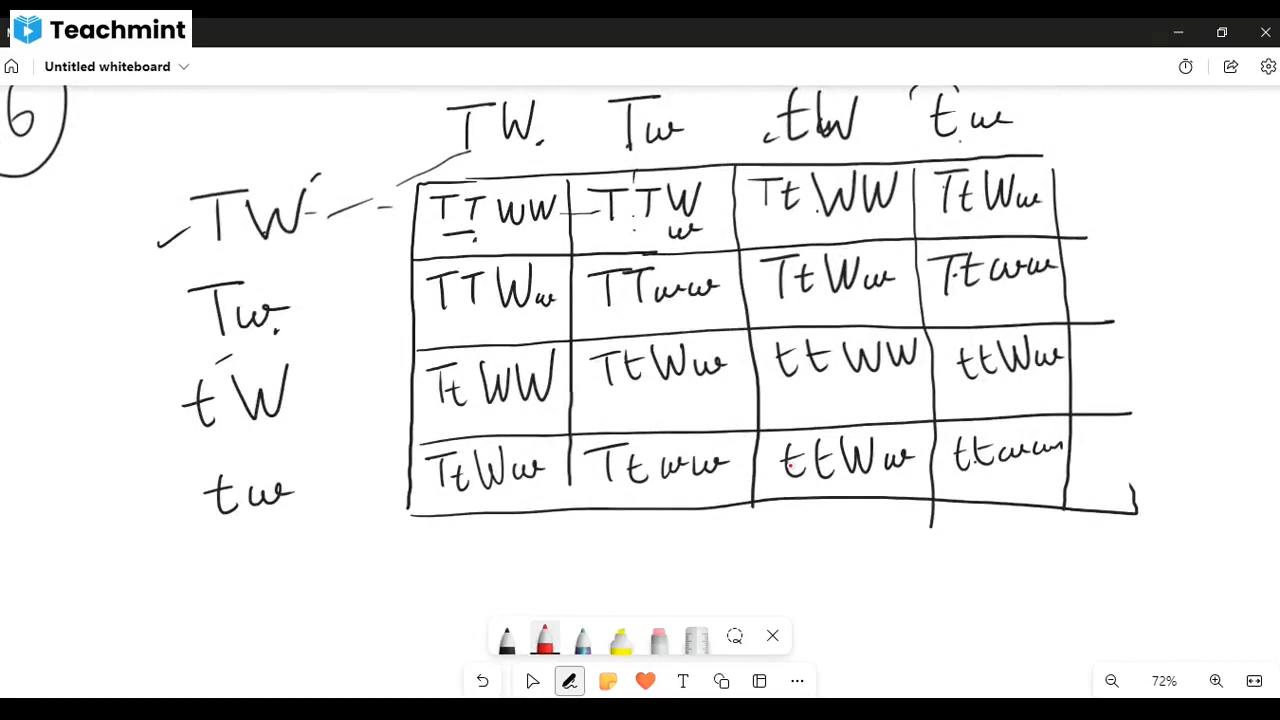 Teachmint
Untitled whiteboard
6
TW. Tw tW tw
TW TTWW TTWw TtWW TtWw
Tw. TTWw TTww TtWw Ttww
tW TtWW TtWw ttWW ttWw
tw TtWw Ttww ttWw ttww
72%